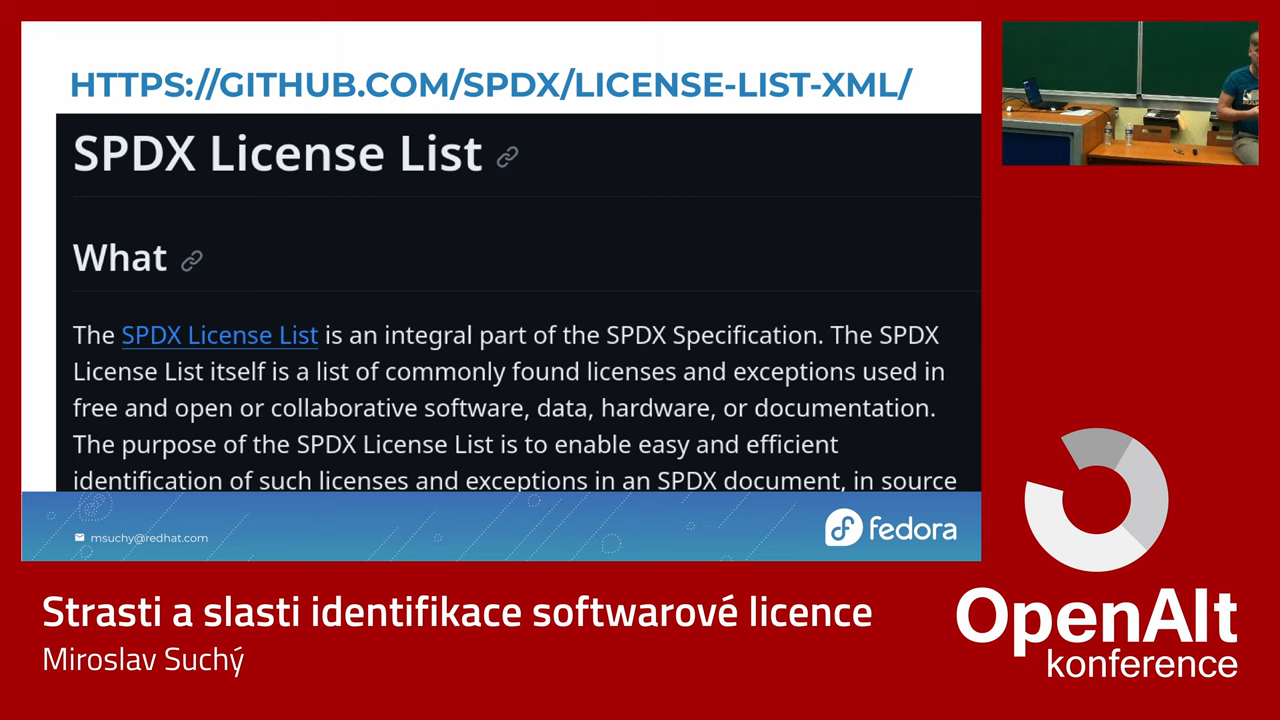 HTTPS://GITHUB.COM/SPDX/LICENSE-LIST-XML/
SPDX License List
What
The SPDX License List is an integral part of the SPDX Specification. The SPDX
License List itself is a list of commonly found licenses and exceptions used in
free and open or collaborative software, data, hardware, or documentation.
The purpose of the SPDX License List is to enable easy and efficient
identification of such licenses and exceptions in an SPDX document, in source
msuchy@redhat.com
fedora
Strasti a slasti identifikace softwarové licence
Miroslav Suchý
OpenAlt
konference